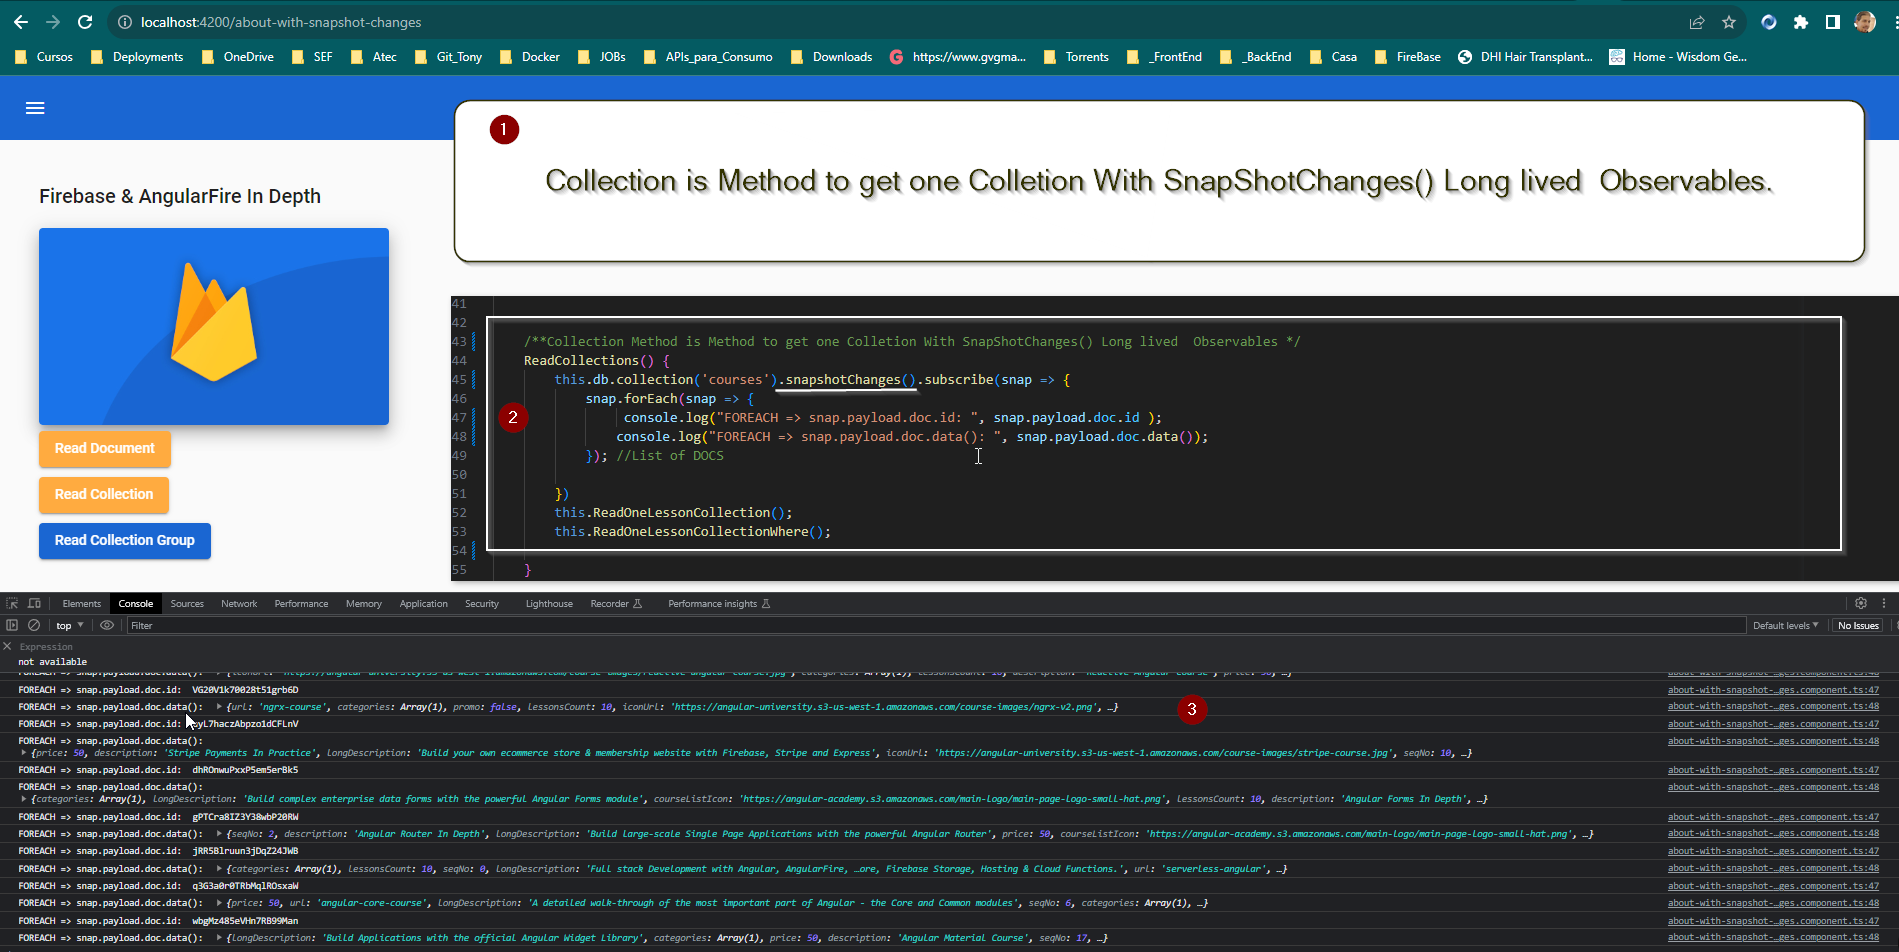 localhost:4200/about-with-snapshot-changes
Cursos Deployments OneDrive SEF Atec Git_Tony Docker JOBs APIs_para_Consumo Downloads https://www.gvgma... Torrents _FrontEnd _BackEnd Casa FireBase DHI Hair Transplant... Home - Wisdom Ge...
1
Collection is Method to get one Colletion With SnapShotChanges() Long lived  Observables.
Firebase & AngularFire In Depth
Read Document
Read Collection
Read Collection Group
41
42
43 /**Collection Method is Method to get one Colletion With SnapShotChanges() Long lived  Observables */
44 ReadCollections() {
45 this.db.collection('courses').snapshotChanges().subscribe(snap => {
46 snap.forEach(snap => {
2
47 console.log("FOREACH => snap.payload.doc.id: ", snap.payload.doc.id );
48 console.log("FOREACH => snap.payload.doc.data(): ", snap.payload.doc.data());
49 }); //List of DOCS
50
51 })
52 this.ReadOneLessonCollection();
53 this.ReadOneLessonCollectionWhere();
54
55 }
Elements Console Sources Network Performance Memory Application Security Lighthouse Recorder Performance insights
top Filter Default levels No Issues
Expression
not available
FOREACH => snap.payload.doc.id: VG20V1k70028t51grb6D about-with-snapshot-…ges.component.ts:47
FOREACH => snap.payload.doc.data(): {url: 'ngrx-course', categories: Array(1), promo: false, lessonsCount: 10, iconUrl: 'https://angular-university.s3-us-west-1.amazonaws.com/course-images/ngrx-v2.png', …} about-with-snapshot-…ges.component.ts:48
3
FOREACH => snap.payload.doc.id: about-with-snapshot-…ges.component.ts:47
FOREACH => snap.payload.doc.data(): about-with-snapshot-…ges.component.ts:48
{price: 50, description: 'Stripe Payments In Practice', longDescription: 'Build your own ecommerce store & membership website with Firebase, Stripe and Express', iconUrl: 'https://angular-university.s3-us-west-1.amazonaws.com/course-images/stripe-course.jpg', seqNo: 10, …}
FOREACH => snap.payload.doc.id: dhROnwuPxxP5em5erBk5 about-with-snapshot-…ges.component.ts:47
FOREACH => snap.payload.doc.data(): about-with-snapshot-…ges.component.ts:48
{categories: Array(1), longDescription: 'Build complex enterprise data forms with the powerful Angular Forms module', courseListIcon: 'https://angular-academy.s3.amazonaws.com/main-logo/main-page-logo-small-hat.png', lessonsCount: 10, description: 'Angular Forms In Depth', …}
FOREACH => snap.payload.doc.id: gPTCra8IZ3Y38wbP20RW about-with-snapshot-…ges.component.ts:47
FOREACH => snap.payload.doc.data(): {seqNo: 2, description: 'Angular Router In Depth', longDescription: 'Build large-scale Single Page Applications with the powerful Angular Router', price: 50, courseListIcon: 'https://angular-academy.s3.amazonaws.com/main-logo/main-page-logo-small-hat.png', …} about-with-snapshot-…ges.component.ts:48
FOREACH => snap.payload.doc.id: jRR5Blruun3jDqZ24JWB about-with-snapshot-…ges.component.ts:47
FOREACH => snap.payload.doc.data(): {categories: Array(1), lessonsCount: 10, seqNo: 0, longDescription: 'Full stack Development with Angular, AngularFire, …ore, Firebase Storage, Hosting & Cloud Functions.', url: 'serverless-angular', …} about-with-snapshot-…ges.component.ts:48
FOREACH => snap.payload.doc.id: q3G3a0r0TRbMqlROsxaW about-with-snapshot-…ges.component.ts:47
FOREACH => snap.payload.doc.data(): {price: 50, url: 'angular-core-course', longDescription: 'A detailed walk-through of the most important part of Angular - the Core and Common modules', seqNo: 6, categories: Array(1), …} about-with-snapshot-…ges.component.ts:48
FOREACH => snap.payload.doc.id: wbgMz485eVHn7RB99Man about-with-snapshot-…ges.component.ts:47
FOREACH => snap.payload.doc.data(): {longDescription: 'Build Applications with the official Angular Widget Library', categories: Array(1), price: 50, description: 'Angular Material Course', seqNo: 17, …} about-with-snapshot-…ges.component.ts:48